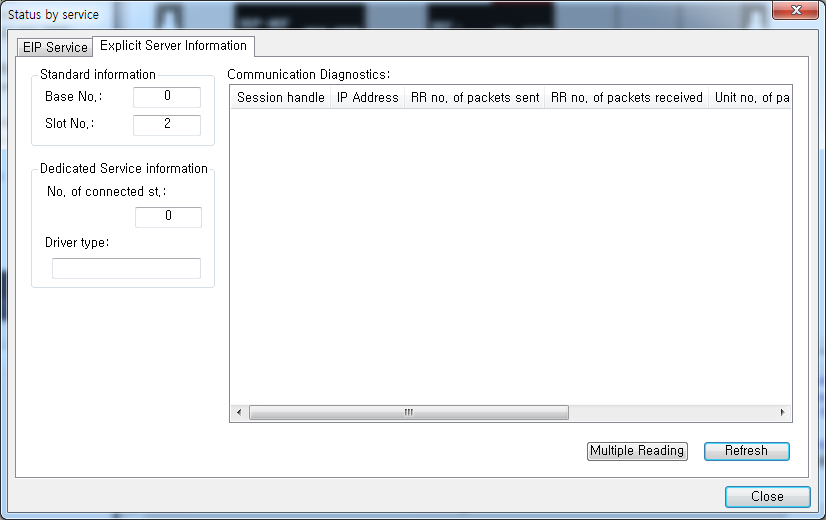 Status by service
EIP Service
Explicit Server Information
Standard information
Base No.:
0
Slot No.:
2
Dedicated Service information
No. of connected st.:
0
Driver type:
Communication Diagnostics:
Session handle
IP Address
RR no. of packets sent
RR no. of packets received
Unit no. of pa
Multiple Reading
Refresh
Close